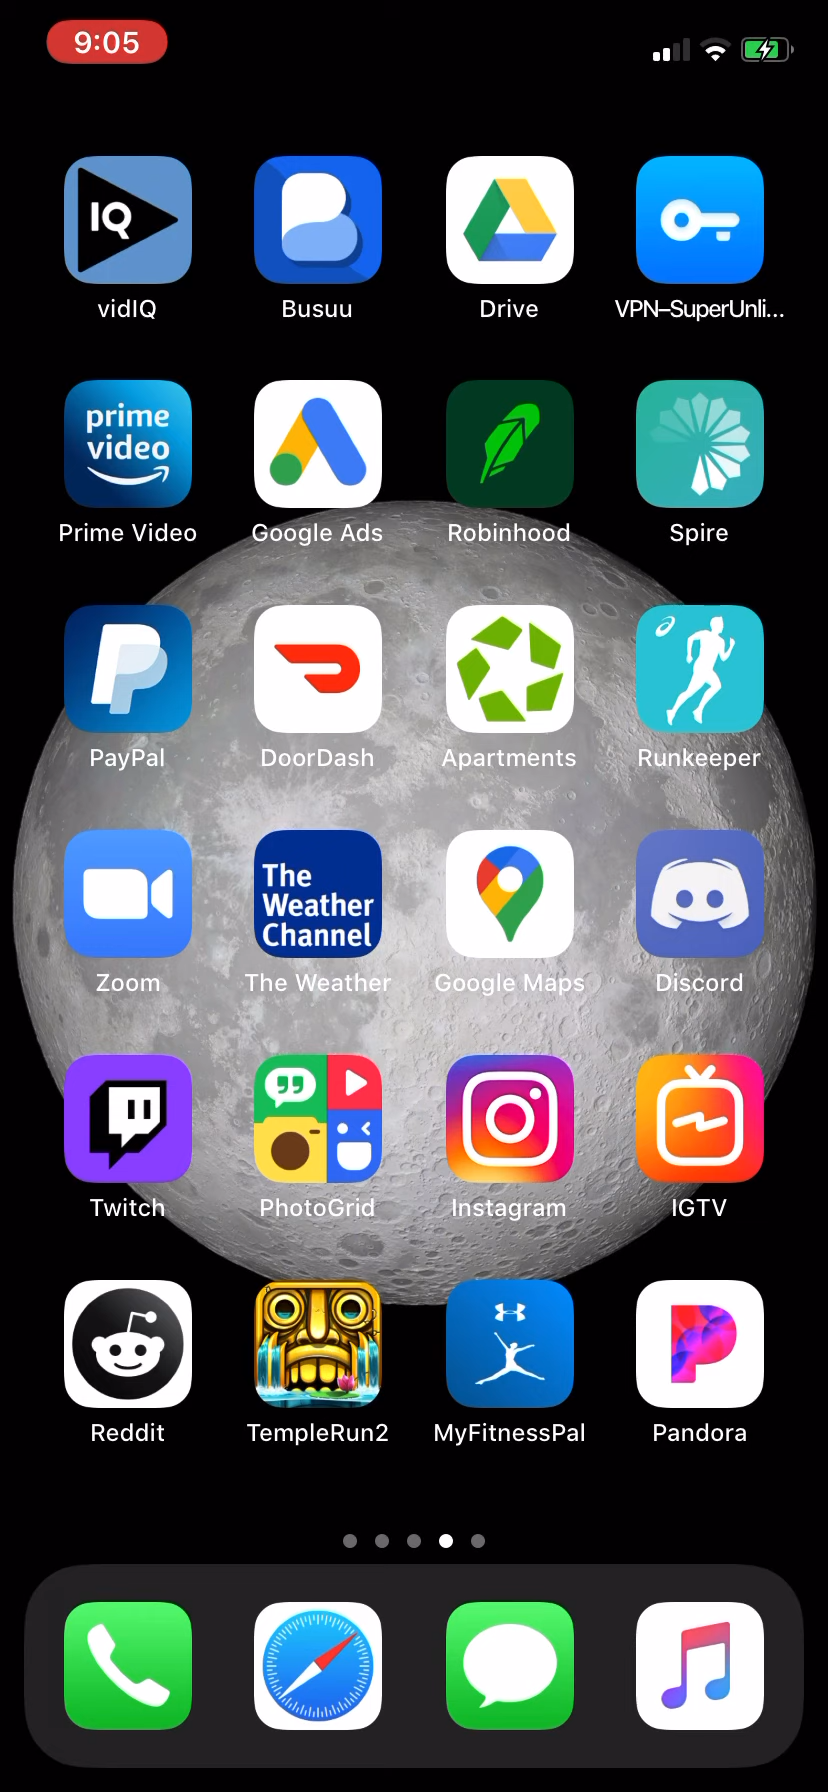 9:05
IQ
vidIQ
Busuu
Drive
VPN–SuperUnli...
prime
video
Prime Video
Google Ads
Robinhood
Spire
PayPal
DoorDash
Apartments
Runkeeper
The
Weather
Channel
Zoom
The Weather
Google Maps
Discord
Twitch
PhotoGrid
Instagram
IGTV
Reddit
TempleRun2
MyFitnessPal
Pandora